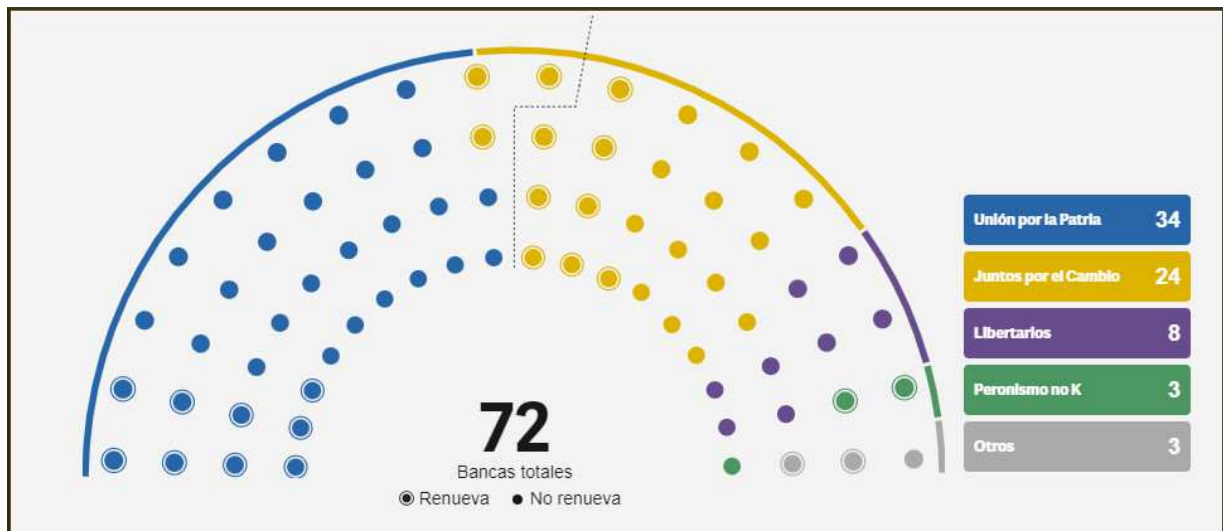 Unión por la Patria 34
Juntos por el Cambio 24
Libertarios 8
Peronismo no K 3
Otros 3
72
Bancas totales
Renueva No renueva